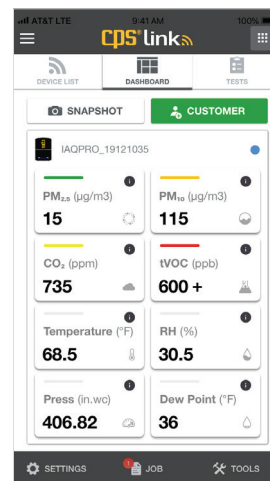 AT&T LTE 9:41 AM 100%
CPS® link
DEVICE LIST DASHBOARD TESTS
SNAPSHOT CUSTOMER
IAQPRO_19121035
PM2.5 (µg/m3) PM10 (µg/m3)
15 115
CO2 (ppm) tVOC (ppb)
735 600 +
Temperature (°F) RH (%)
68.5 30.5
Press (in.wc) Dew Point (°F)
406.82 36
SETTINGS JOB TOOLS